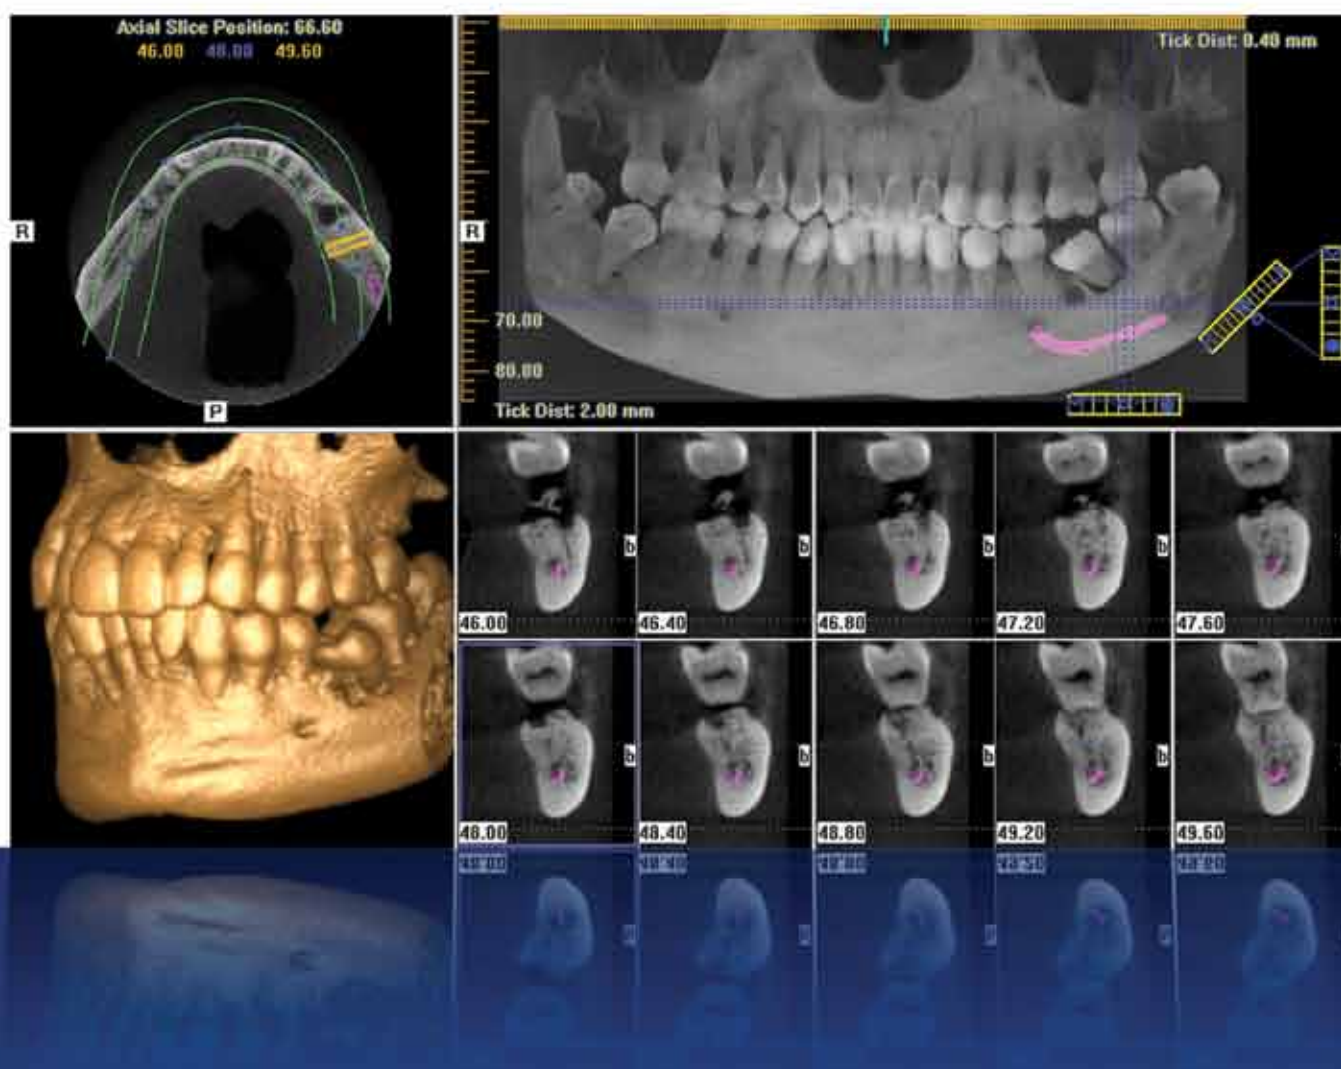 Axial Slice Position: 66.60
46.00 48.00 49.60
R
P
Tick Dist: 0.40 mm
R
70.00
80.00
Tick Dist: 2.00 mm
b b b b
46.00 46.40 46.80 47.20 47.60
b b b b
48.00 48.40 48.80 49.20 49.60